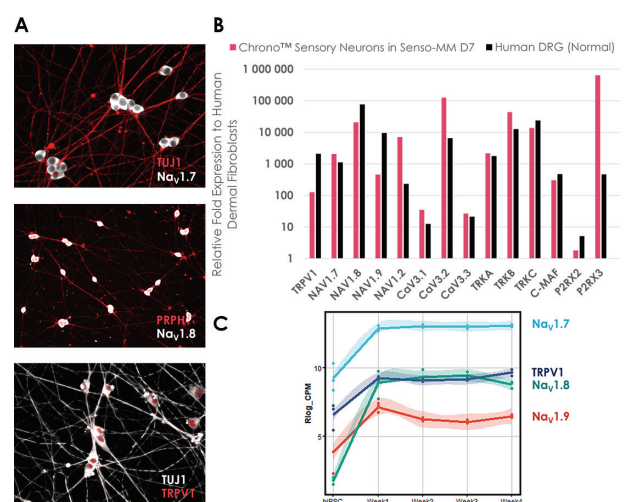 A
TUJ1
NaV1.7
PRPH
NaV1.8
TUJ1
TRPV1
B
Chrono™ Sensory Neurons in Senso-MM D7
Human DRG (Normal)
Relative Fold Expression to Human
Dermal Fibroblasts
1 000 000
100 000
10 000
1 000
100
10
1
TRPV1
NAV1.7
NAV1.8
NAV1.9
NAV1.2
CaV3.1
CaV3.2
CaV3.3
TRKA
TRKB
TRKC
C-MAF
P2RX2
P2RX3
C
Rlog_CPM
10
5
hiPSC
Week1
Week2
Week3
Week4
NaV1.7
TRPV1
NaV1.8
NaV1.9